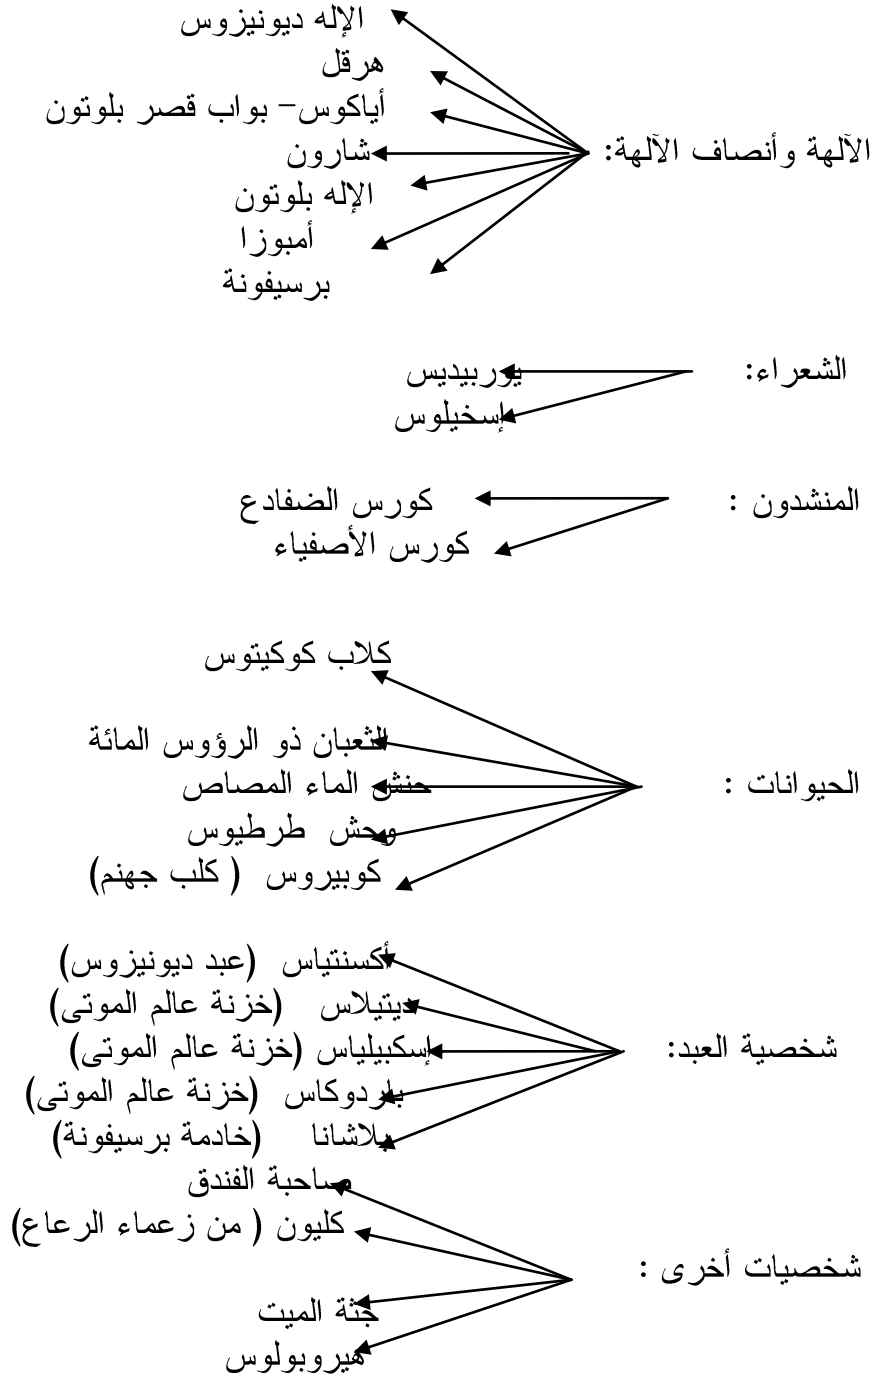 الإله ديونيزوس
هرقل
أياكوس– بواب قصر بلوتون
الآلهة وأنصاف الآلهة: شارون
الإله بلوتون
أمبوزا
برسيفونة
الشعراء: يوربيديس
إسخيلوس
المنشدون : كورس الضفادع
كورس الأصفياء
كلاب كوكيتوس
الثعبان ذو الرؤوس المائة
الحيوانات : حنش الماء المصاص
وحش طرطيوس
كوبيروس ( كلب جهنم)
أكسنتياس (عبد ديونيزوس)
ديتيلاس (خزنة عالم الموتى)
شخصية العبد: إسكبيلياس (خزنة عالم الموتى)
باردوكاس (خزنة عالم الموتى)
بلاشانا (خادمة برسيفونة)
صاحبة الفندق
كليون ( من زعماء الرعاع)
شخصيات أخرى :
جثة الميت
هيروبولوس